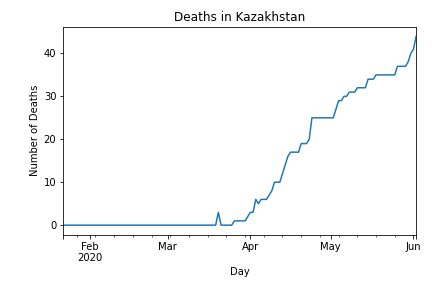 Deaths in Kazakhstan
Number of Deaths
40
30
20
10
0
Feb
2020
Mar
Apr
May
Jun
Day